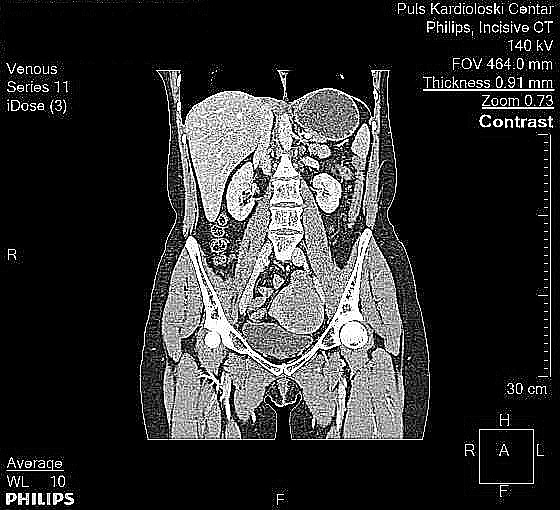 Puls Kardioloski Centar
Philips, Incisive CT
140 kV
FOV 464.0 mm
Thickness 0.91 mm
Zoom 0.73
Contrast
Venous
Series 11
iDose (3)
R
30 cm
H
R A L
F
Average
WL 10
PHILIPS
F